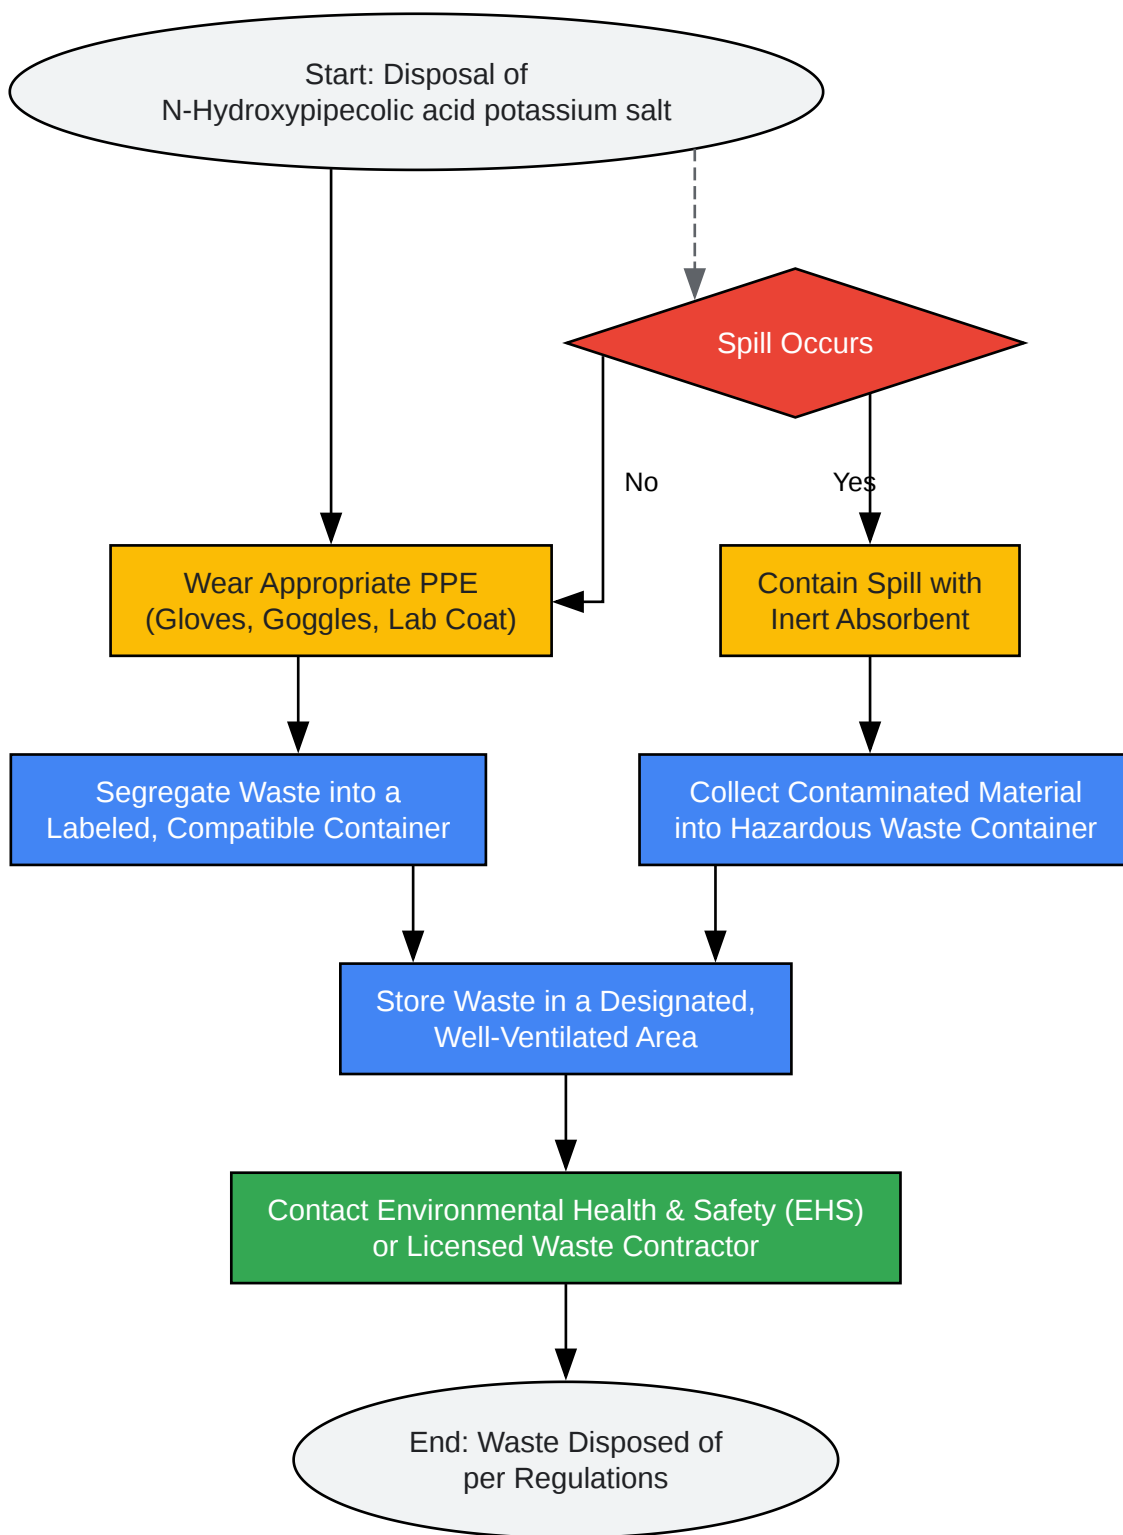 Start: Disposal of
N-Hydroxypipecolic acid potassium salt
Spill Occurs
No
Yes
Wear Appropriate PPE
(Gloves, Goggles, Lab Coat)
Contain Spill with
Inert Absorbent
Segregate Waste into a
Labeled, Compatible Container
Collect Contaminated Material
into Hazardous Waste Container
Store Waste in a Designated,
Well-Ventilated Area
Contact Environmental Health & Safety (EHS)
or Licensed Waste Contractor
End: Waste Disposed of
per Regulations